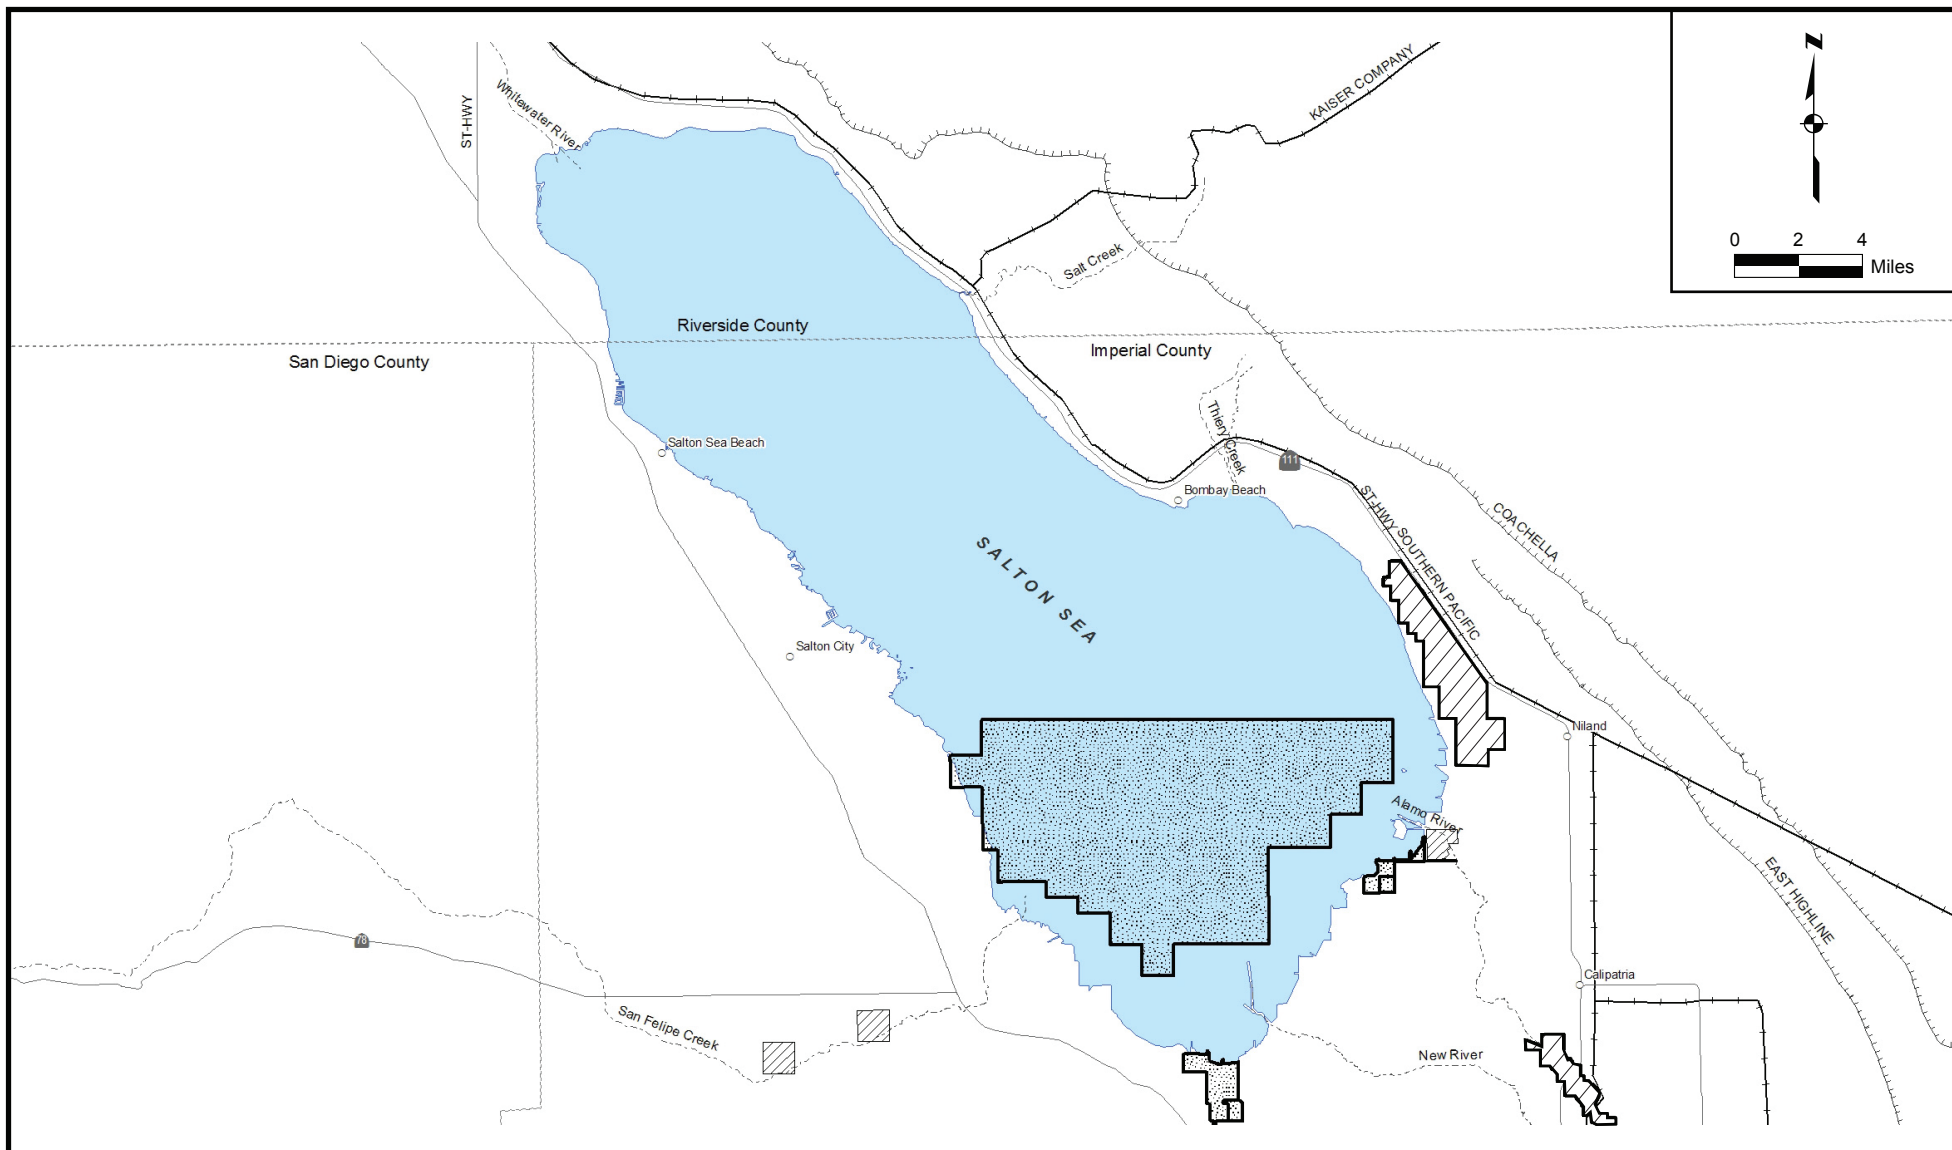 N
0 2 4
Miles
KAISER COMPANY
ST-HWY
Whitewater River
Salt Creek
Riverside County
San Diego County
Imperial County
Thiery Creek
Salton Sea Beach
111
Bombay Beach
ST-HWY
SOUTHERN PACIFIC
COACHELLA
SALTON SEA
Salton City
Niland
Alamo River
EAST HIGHLINE
78
Calipatria
San Felipe Creek
New River